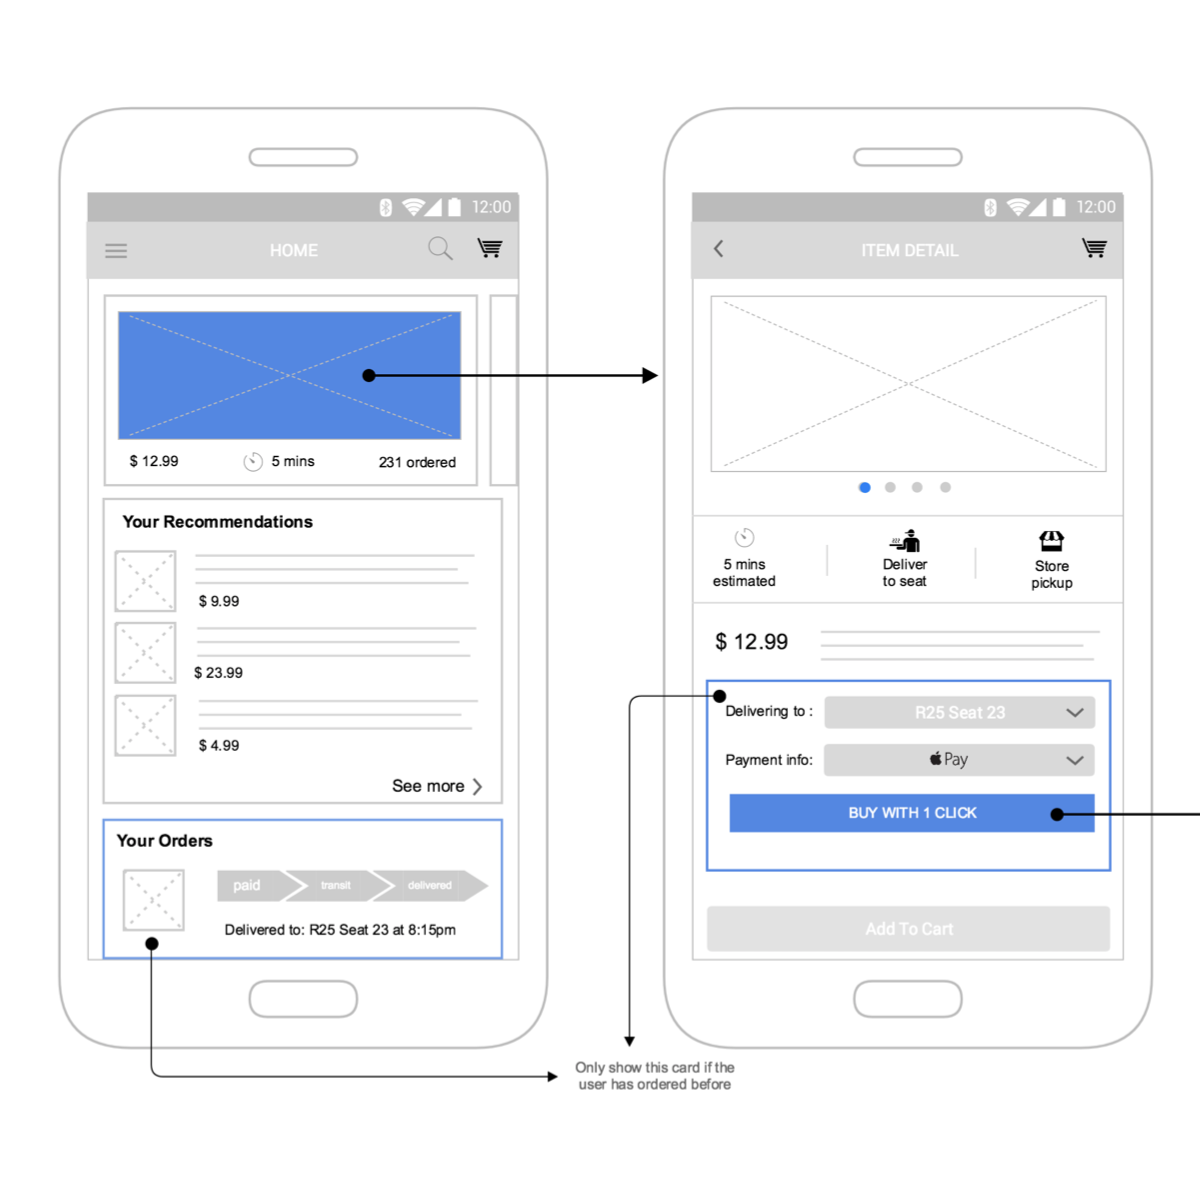 12:00
HOME
$ 12.99
5 mins
231 ordered
Your Recommendations
$ 9.99
$ 23.99
$ 4.99
See more
Your Orders
paid
transit
delivered
Delivered to: R25 Seat 23 at 8:15pm
12:00
ITEM DETAIL
5 mins
estimated
Deliver
to seat
Store
pickup
$ 12.99
Delivering to :
R25 Seat 23
Payment info:
Pay
BUY WITH 1 CLICK
Add To Cart
Only show this card if the
user has ordered before